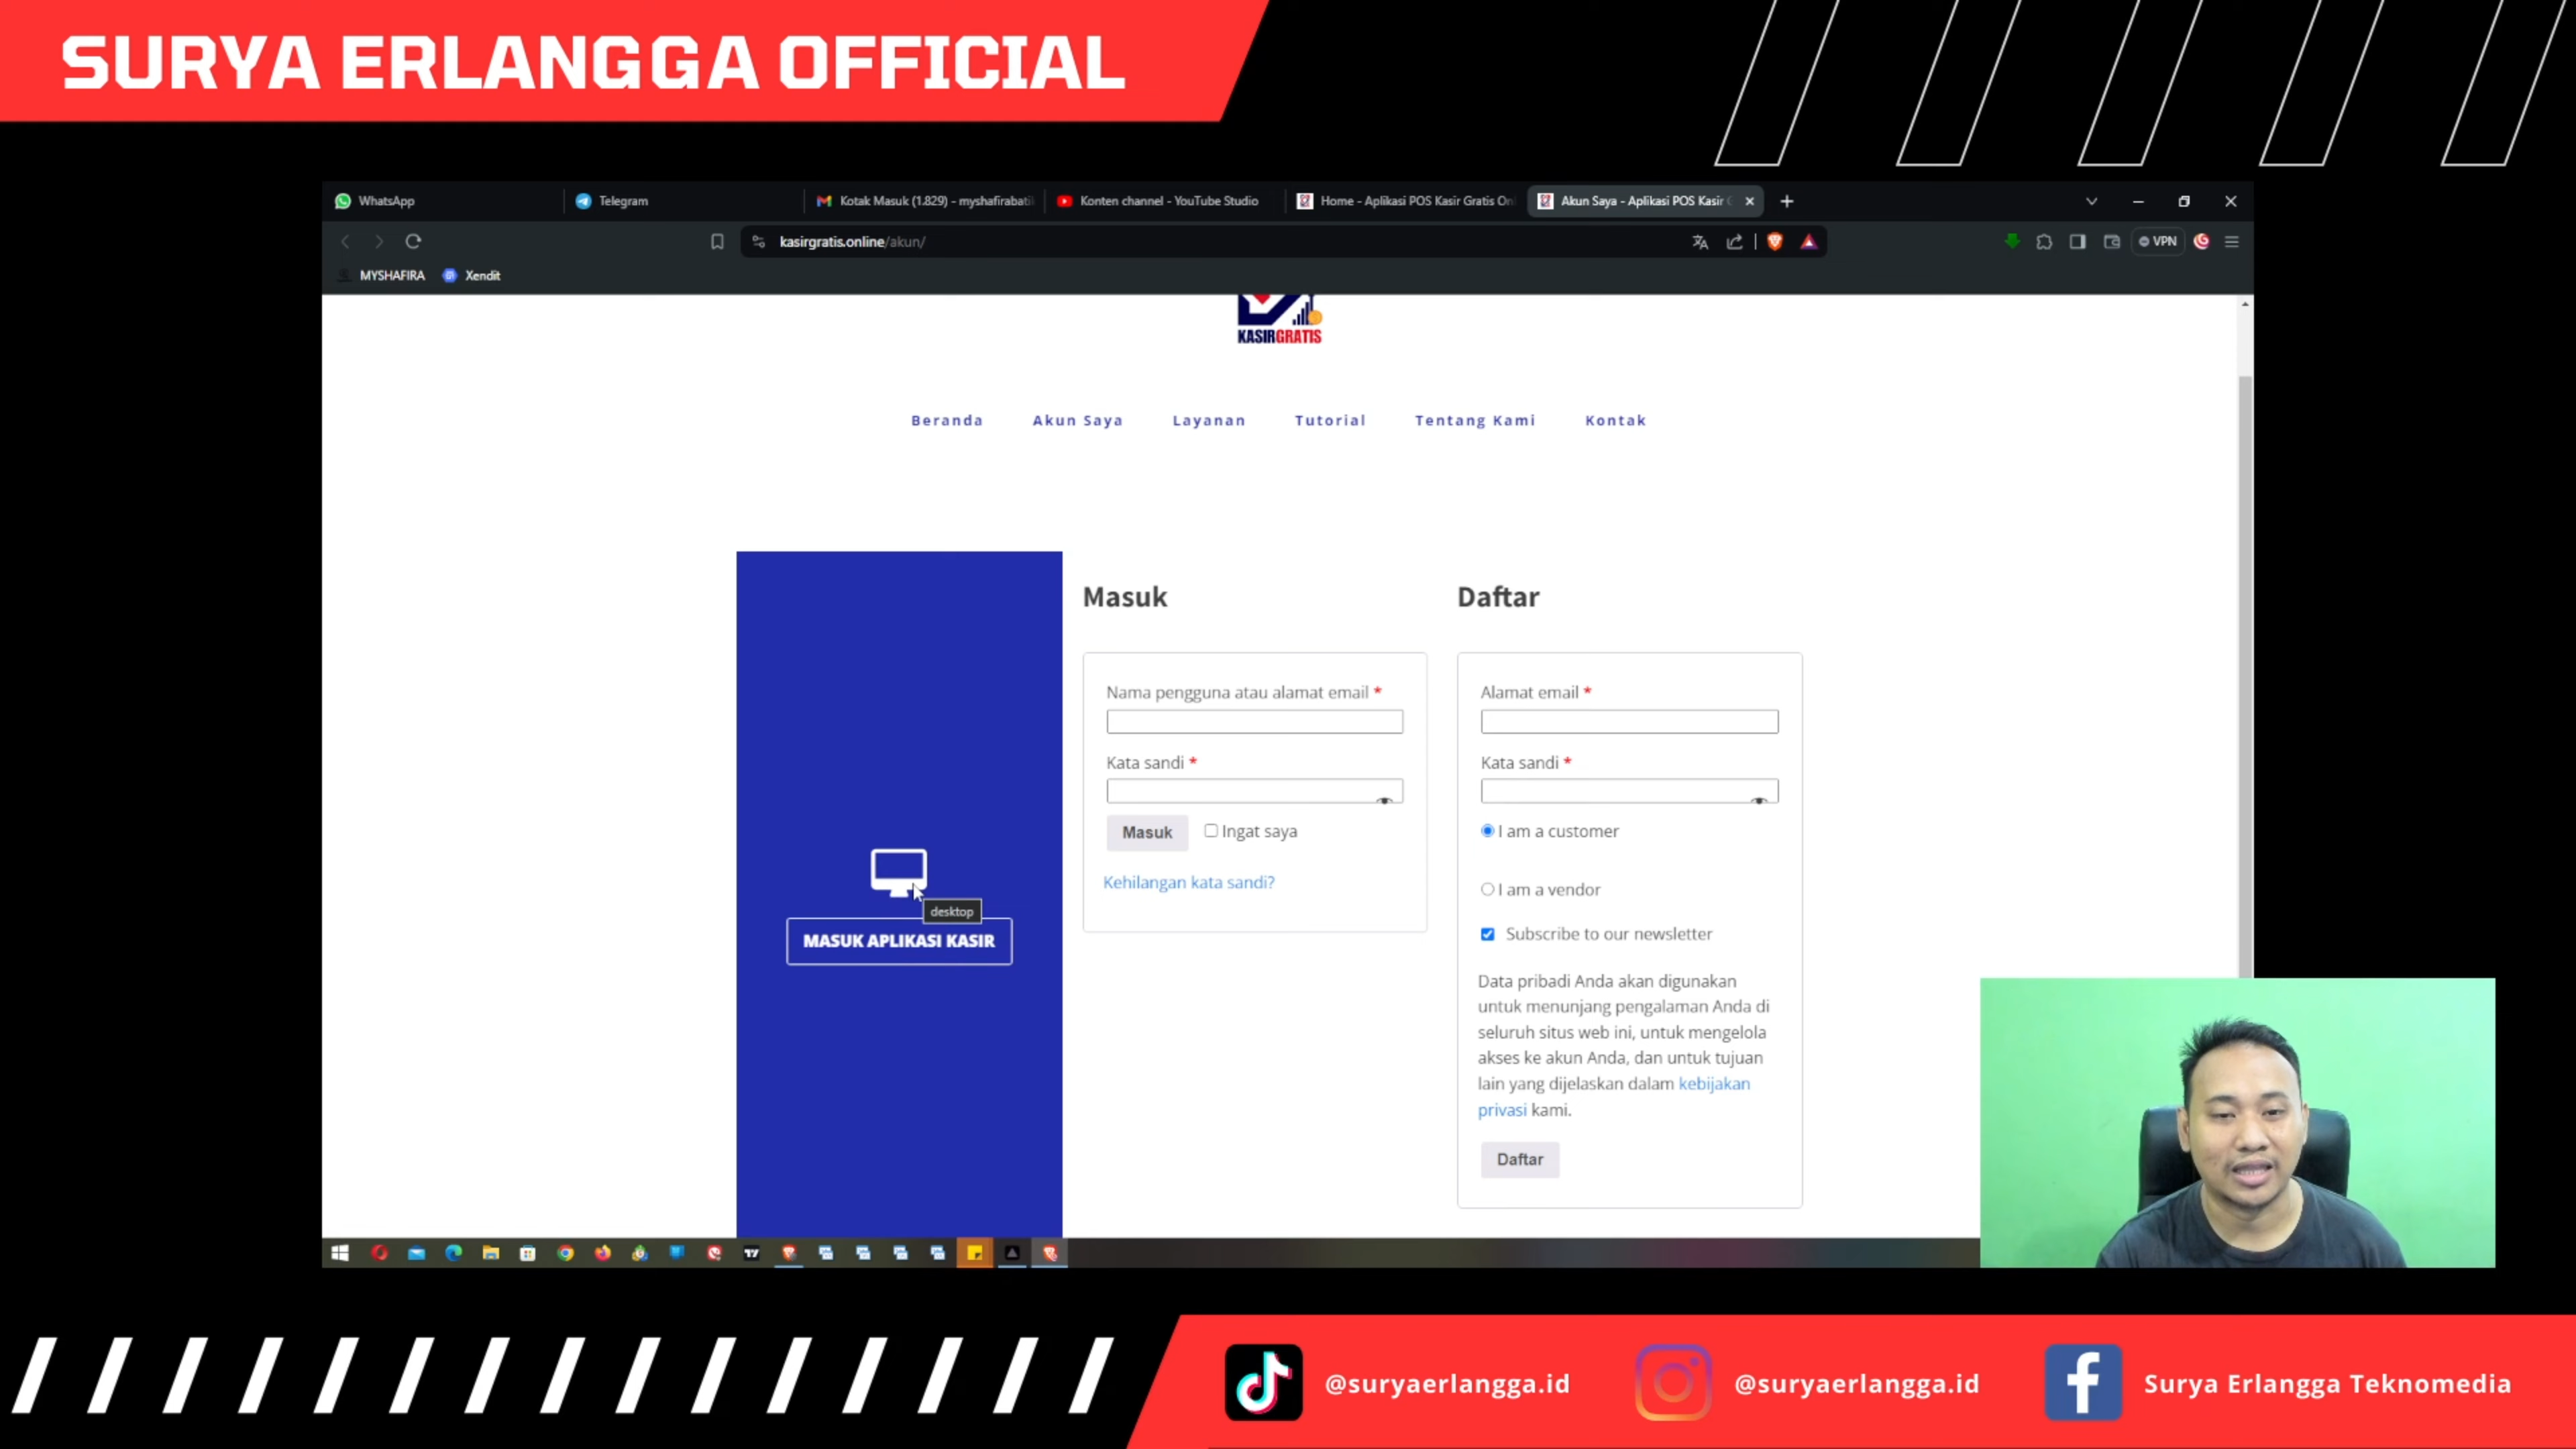 SURYA ERLANGGA OFFICIAL
WhatsApp
Telegram
Kotak Masuk (1.829) - myshafirabati
Konten channel - YouTube Studio
Home - Aplikasi POS Kasir Gratis On
Akun Saya - Aplikasi POS Kasir
kasirgratis.online/akun/
VPN
MYSHAFIRA
Xendit
KASIRGRATIS
Beranda
Akun Saya
Layanan
Tutorial
Tentang Kami
Kontak
desktop
MASUK APLIKASI KASIR
Masuk
Nama pengguna atau alamat email *
Kata sandi *
Masuk
Ingat saya
Kehilangan kata sandi?
Daftar
Alamat email *
Kata sandi *
I am a customer
I am a vendor
Subscribe to our newsletter
Data pribadi Anda akan digunakan
untuk menunjang pengalaman Anda di
seluruh situs web ini, untuk mengelola
akses ke akun Anda, dan untuk tujuan
lain yang dijelaskan dalam kebijakan
privasi kami.
Daftar
@suryaerlangga.id
@suryaerlangga.id
Surya Erlangga Teknomedia